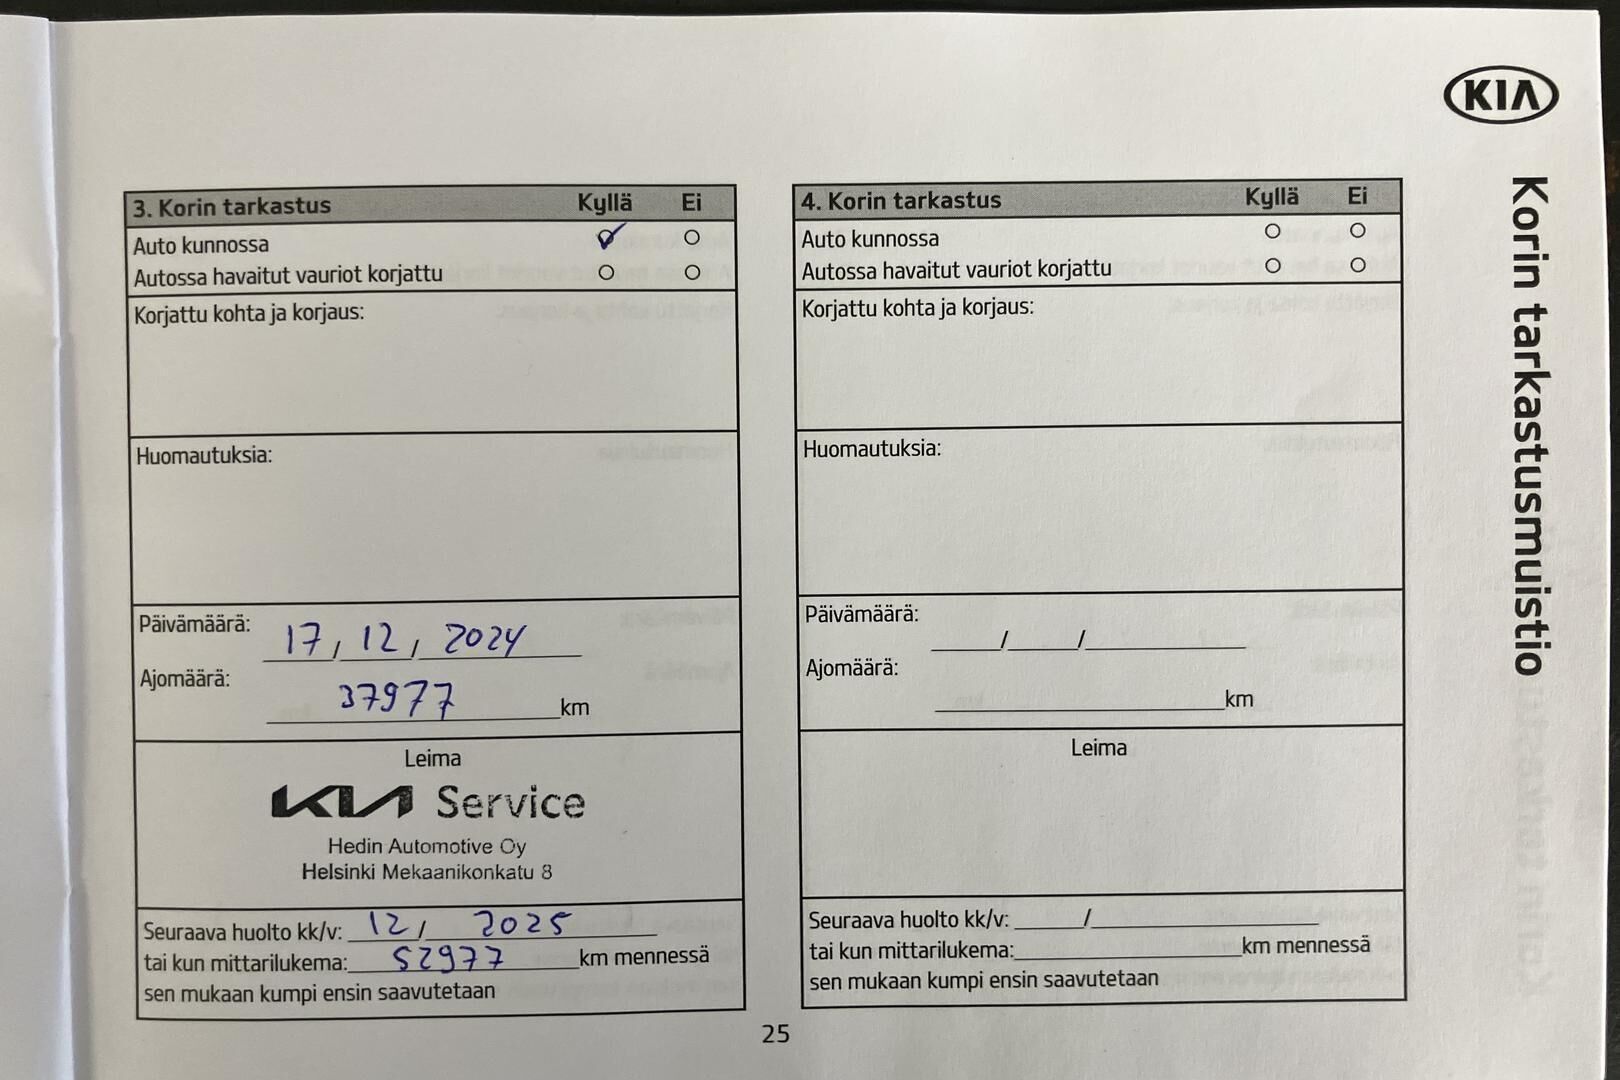 KIA
Korin tarkastusmuistio
3. Korin tarkastus Kyllä Ei
Auto kunnossa
Autossa havaitut vauriot korjattu
Korjattu kohta ja korjaus:
Huomautuksia:
Päivämäärä: 17, 12, 2024
Ajomäärä: 37977 km
Leima
KIA Service
Hedin Automotive Oy
Helsinki Mekaanikonkatu 8
Seuraava huolto kk/v: 12/ 2025
tai kun mittarilukema: 52977 km mennessä
sen mukaan kumpi ensin saavutetaan
4. Korin tarkastus Kyllä Ei
Auto kunnossa
Autossa havaitut vauriot korjattu
Korjattu kohta ja korjaus:
Huomautuksia:
Päivämäärä: / /
Ajomäärä: km
Leima
Seuraava huolto kk/v: /
tai kun mittarilukema: km mennessä
sen mukaan kumpi ensin saavutetaan
25